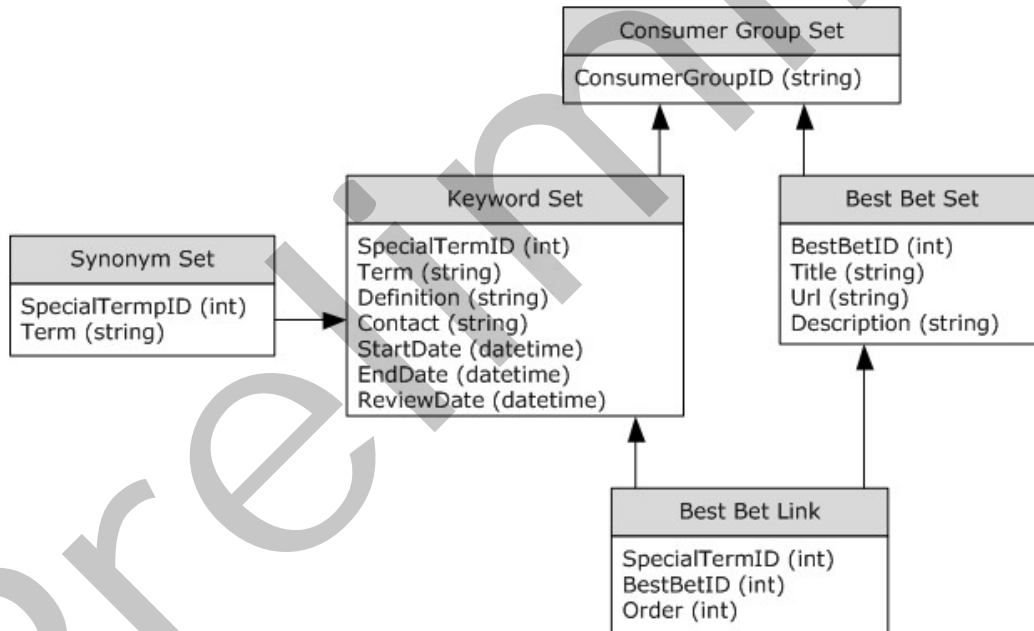 Consumer Group Set
ConsumerGroupID (string)
Keyword Set
SpecialTermID (int)
Term (string)
Definition (string)
Contact (string)
StartDate (datetime)
EndDate (datetime)
ReviewDate (datetime)
Best Bet Set
BestBetID (int)
Title (string)
Url (string)
Description (string)
Synonym Set
SpecialTermpID (int)
Term (string)
Best Bet Link
SpecialTermID (int)
BestBetID (int)
Order (int)
Prelimi